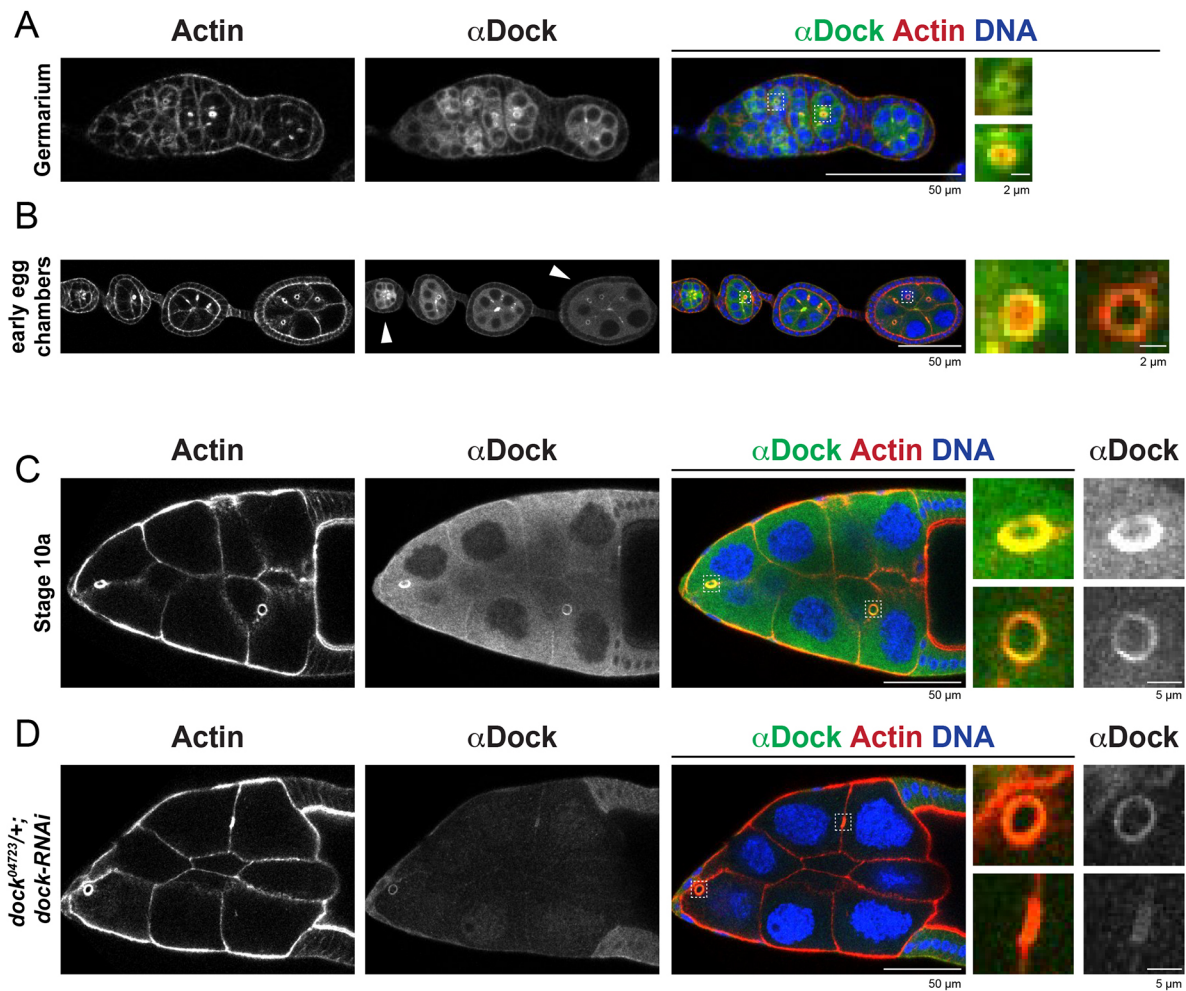 A
Actin
αDock
αDock Actin DNA
Germarium
50 µm
2 µm
B
early egg
chambers
50 µm
2 µm
Actin
αDock
αDock Actin DNA
αDock
C
Stage 10a
50 µm
5 µm
D
Actin
αDock
αDock Actin DNA
αDock
dock04723/+;
dock-RNAi
50 µm
5 µm